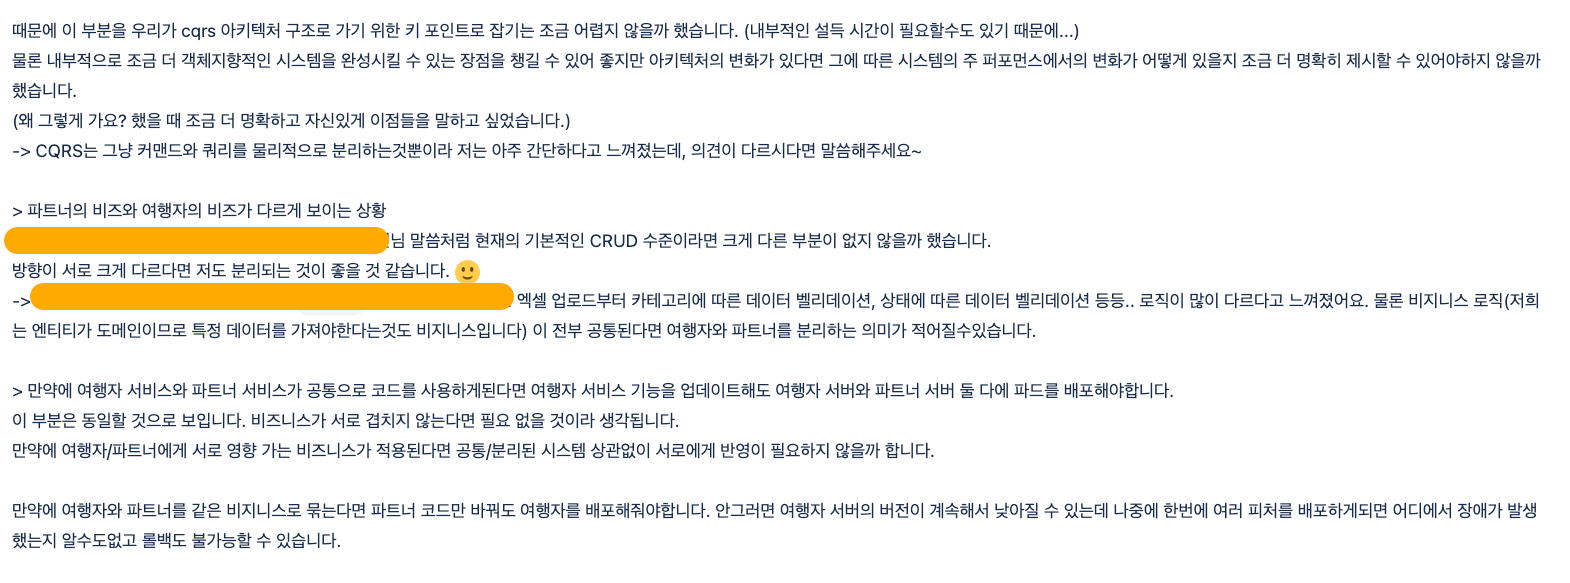 때문에 이 부분을 우리가 cqrs 아키텍처 구조로 가기 위한 키 포인트로 잡기는 조금 어렵지 않을까 했습니다. (내부적인 설득 시간이 필요할수도 있기 때문에...)
물론 내부적으로 조금 더 객체지향적인 시스템을 완성시킬 수 있는 장점을 챙길 수 있어 좋지만 아키텍처의 변화가 있다면 그에 따른 시스템의 주 퍼포먼스에서의 변화가 어떻게 있을지 조금 더 명확히 제시할 수 있어야하지 않을까
했습니다.
(왜 그렇게 가요? 했을 때 조금 더 명확하고 자신있게 이점들을 말하고 싶었습니다.)
-> CQRS는 그냥 커맨드와 쿼리를 물리적으로 분리하는것뿐이라 저는 아주 간단하다고 느껴졌는데, 의견이 다르시다면 말씀해주세요~
> 파트너의 비즈와 여행자의 비즈가 다르게 보이는 상황
님 말씀처럼 현재의 기본적인 CRUD 수준이라면 크게 다른 부분이 없지 않을까 했습니다.
방향이 서로 크게 다르다면 저도 분리되는 것이 좋을 것 같습니다. 🙂
-> 엑셀 업로드부터 카테고리에 따른 데이터 벨리데이션, 상태에 따른 데이터 벨리데이션 등등.. 로직이 많이 다르다고 느껴졌어요. 물론 비지니스 로직(저희
는 엔티티가 도메인이므로 특정 데이터를 가져야한다는것도 비지니스입니다) 이 전부 공통된다면 여행자와 파트너를 분리하는 의미가 적어질수있습니다.
> 만약에 여행자 서비스와 파트너 서비스가 공통으로 코드를 사용하게된다면 여행자 서비스 기능을 업데이트해도 여행자 서버와 파트너 서버 둘 다에 파드를 배포해야합니다.
이 부분은 동일할 것으로 보입니다. 비즈니스가 서로 겹치지 않는다면 필요 없을 것이라 생각됩니다.
만약에 여행자/파트너에게 서로 영향 가는 비즈니스가 적용된다면 공통/분리된 시스템 상관없이 서로에게 반영이 필요하지 않을까 합니다.
만약에 여행자와 파트너를 같은 비지니스로 묶는다면 파트너 코드만 바꿔도 여행자를 배포해줘야합니다. 안그러면 여행자 서버의 버전이 계속해서 낮아질 수 있는데 나중에 한번에 여러 피처를 배포하게되면 어디에서 장애가 발생
했는지 알수도없고 롤백도 불가능할 수 있습니다.